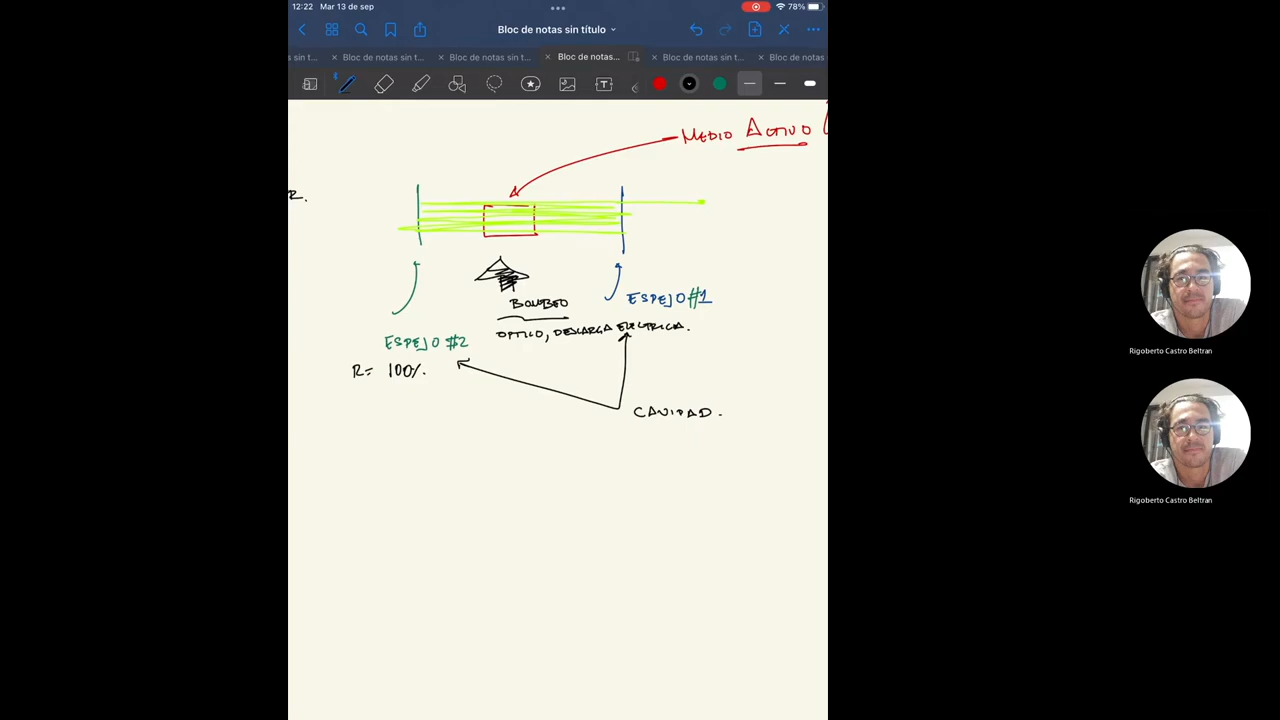 12:22 Mar 13 de sep
78%
Bloc de notas sin título
sin t...
Bloc de notas sin t...
Bloc de notas sin t...
Bloc de notas...
Bloc de notas sin t...
Bloc de notas
MEDIO ACTIVO
R.
BOMBEO
ESPEJO #1
OPTICO, DESCARGA ELECTRICA.
ESPEJO #2
R= 100%.
CAVIDAD.
Rigoberto Castro Beltran
Rigoberto Castro Beltran